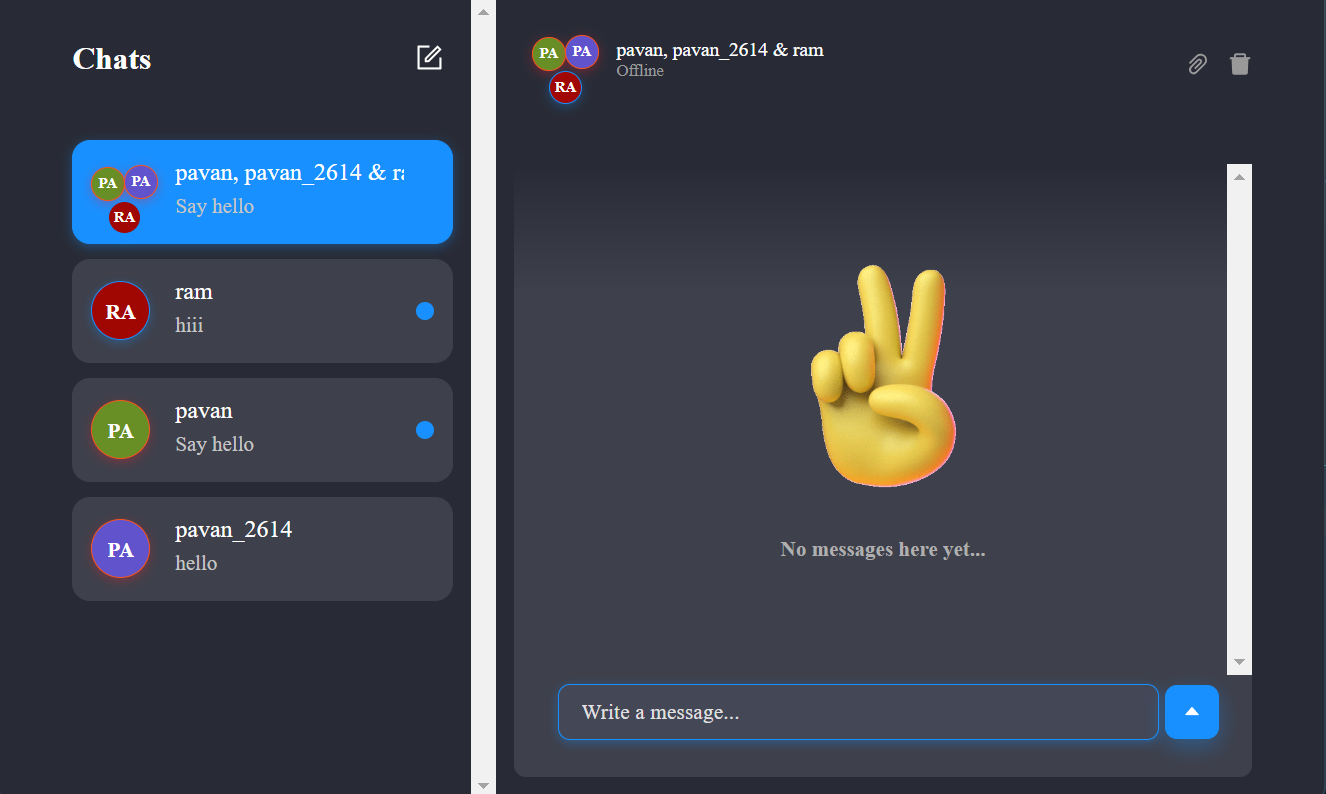 Chats
PA PA
RA
pavan, pavan_2614 & ra
Say hello
RA
ram
hiii
PA
pavan
Say hello
PA
pavan_2614
hello
PA PA
RA
pavan, pavan_2614 & ram
Offline
No messages here yet...
Write a message...